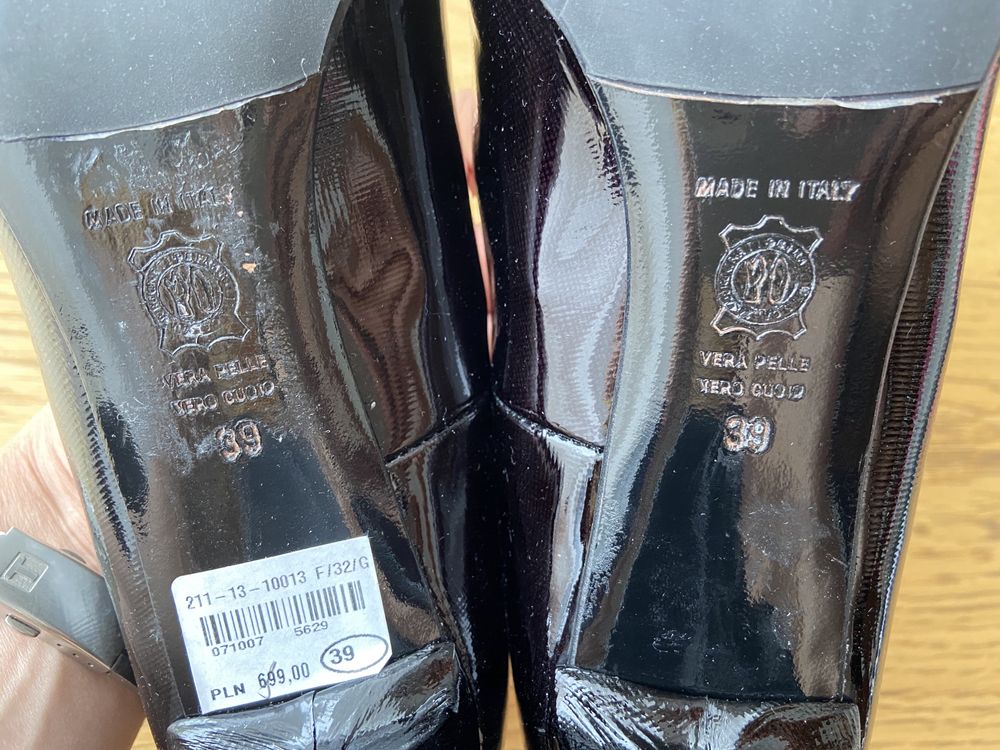 MADE IN ITALY
VERA PELLE
VERO CUOIO
39
211-13-10013 F/32/G
071007 5629
PLN 699,00 39
MADE IN ITALY
VERA PELLE
VERO CUOIO
39